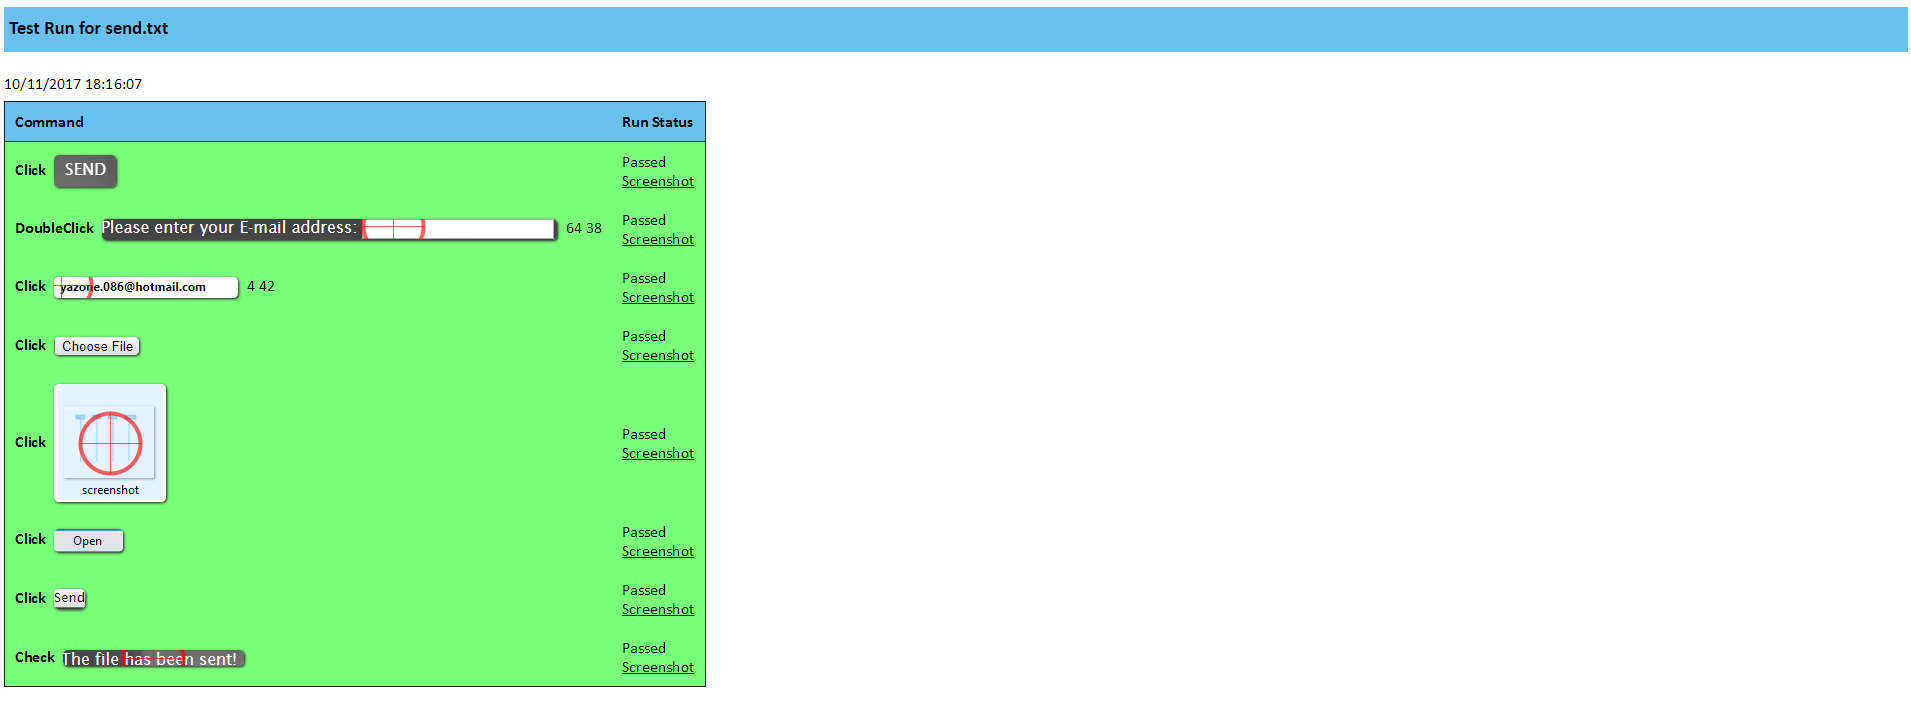 Test Run for send.txt
10/11/2017 18:16:07
Command Run Status
Click SEND Passed
Screenshot
DoubleClick Please enter your E-mail address: 64 38 Passed
Screenshot
Click yazone.086@hotmail.com 4 42 Passed
Screenshot
Click Choose File Passed
Screenshot
Click screenshot Passed
Screenshot
Click Open Passed
Screenshot
Click Send Passed
Screenshot
Check The file has been sent! Passed
Screenshot